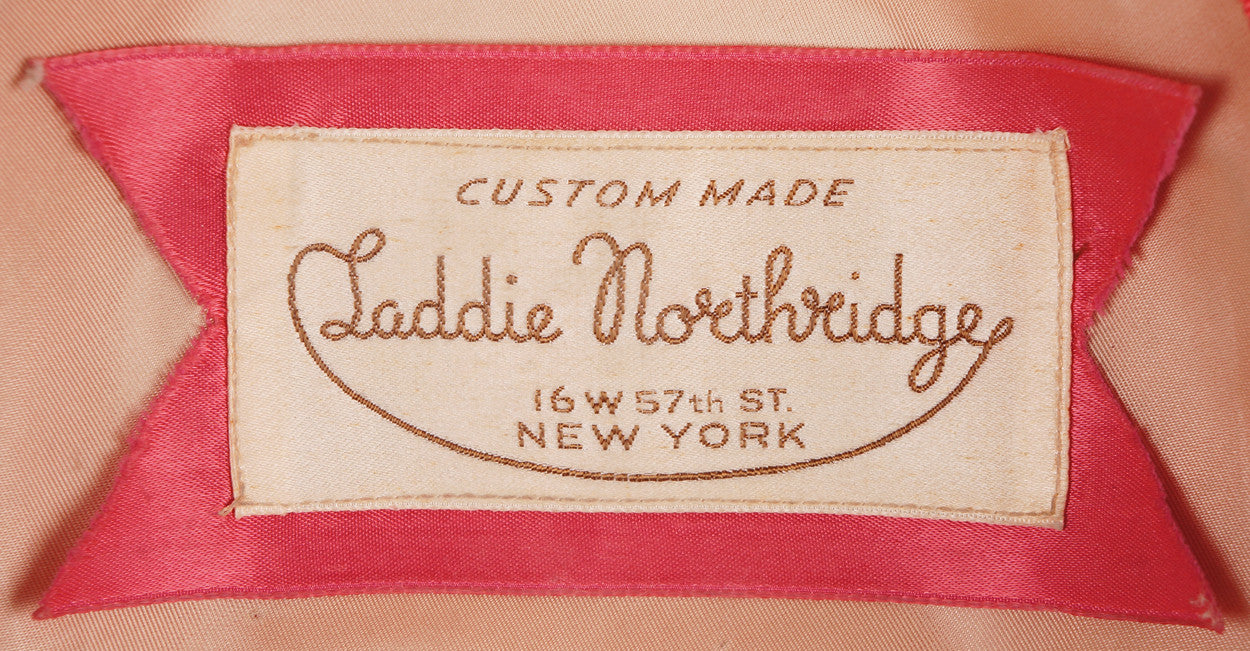 CUSTOM MADE
Laddie Northridge
16 W 57th ST.
NEW YORK